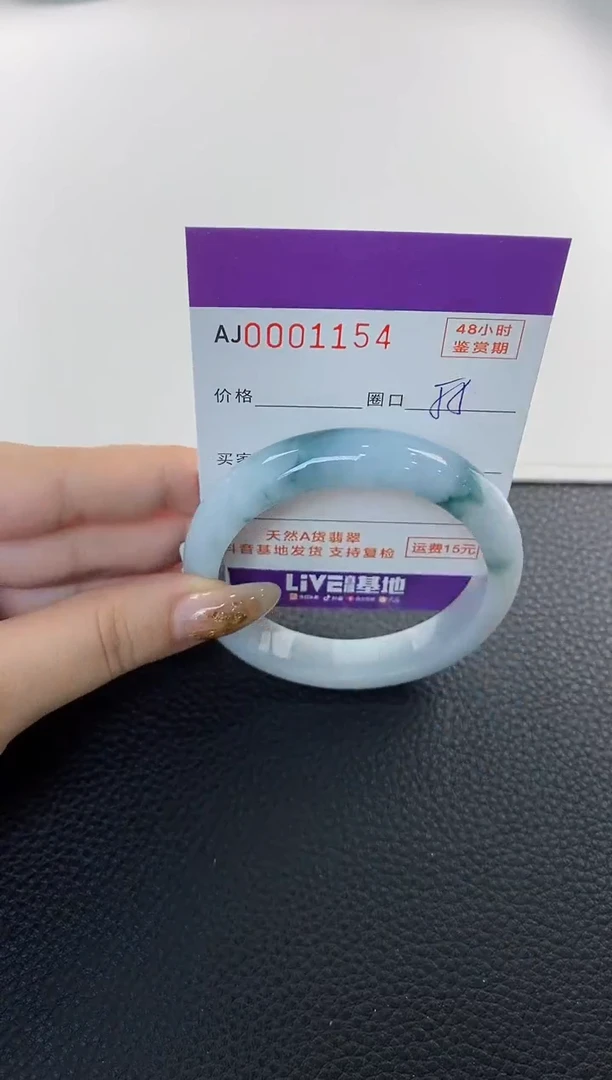 AJ0001154
48小时
鉴赏期
价格
圈口
买家
天然A货翡翠
抖音基地发货 支持复检
运费15元
LiVE基地